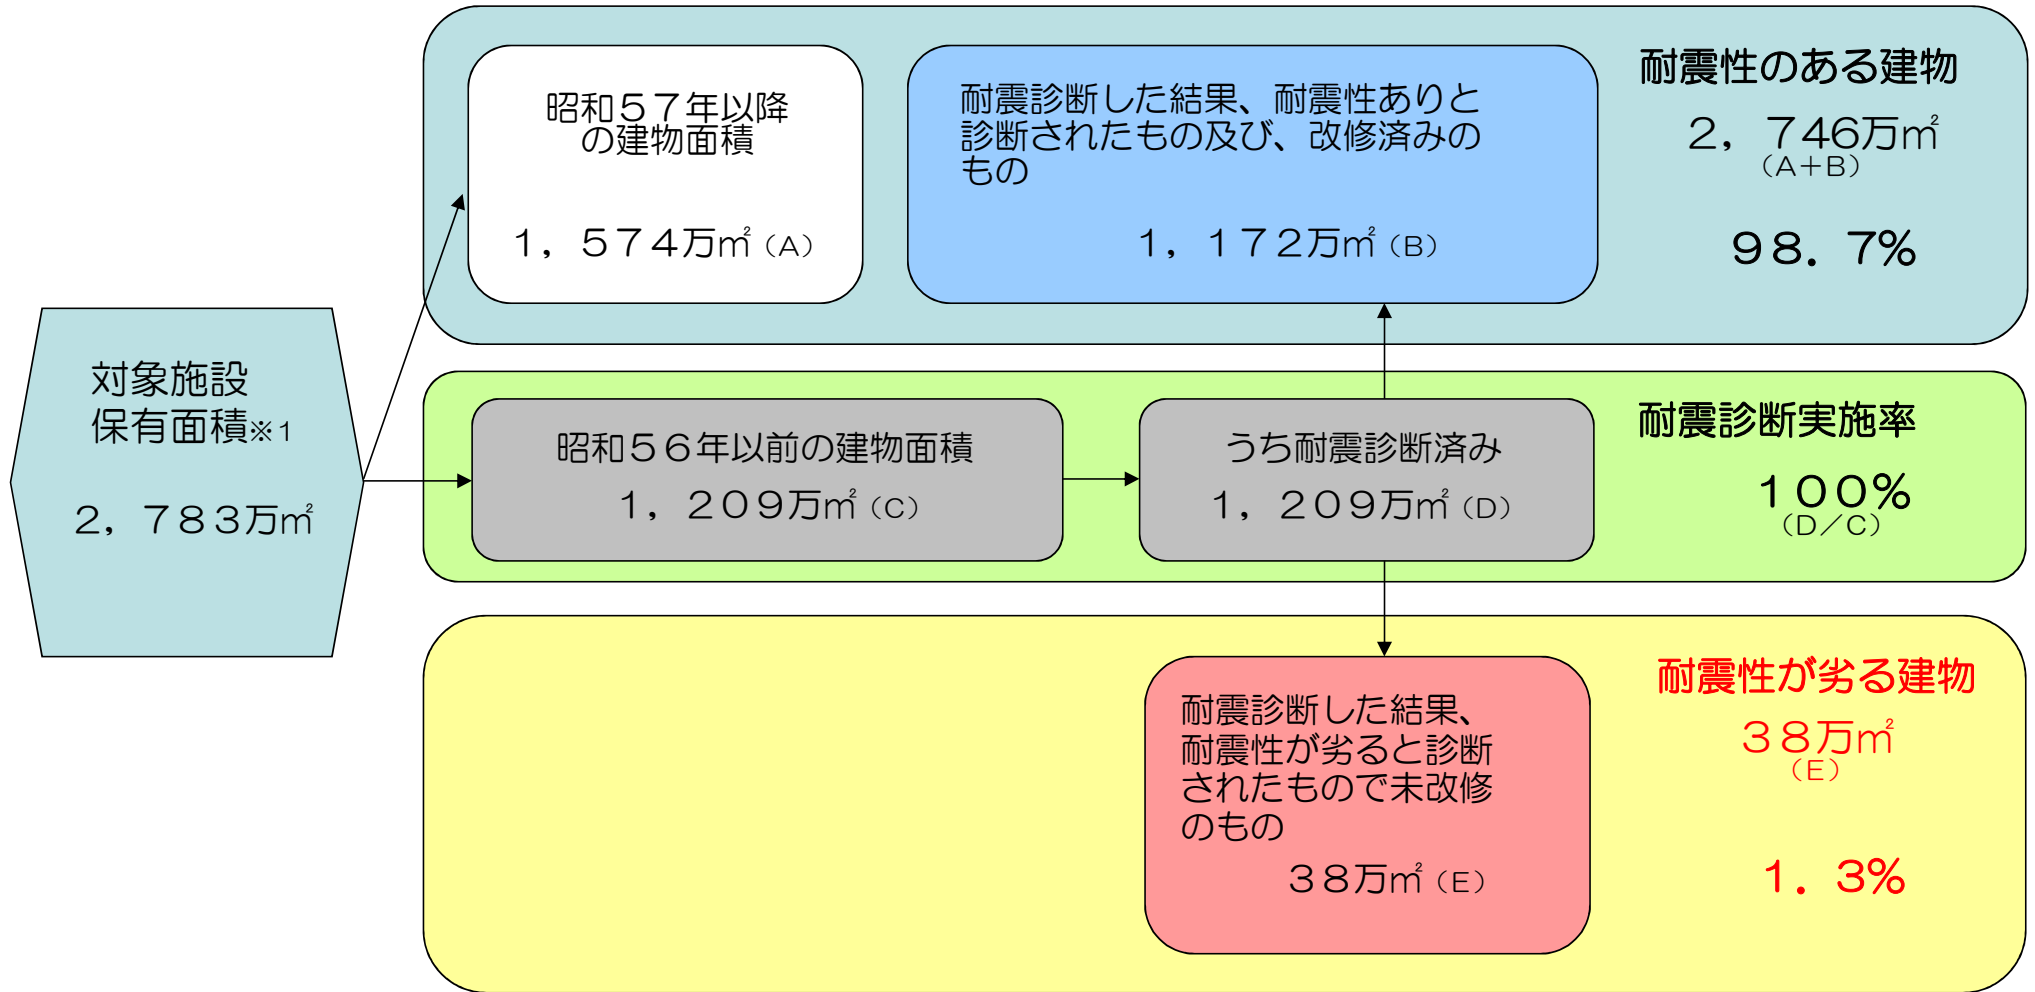 対象施設
保有面積※1
２，７８３万㎡
昭和５７年以降
の建物面積
１，５７４万㎡（A）
耐震診断した結果、耐震性ありと
診断されたもの及び、改修済みの
もの
１，１７２万㎡（B）
耐震性のある建物
２，７４６万㎡
（A＋B）
９８．７％
昭和５６年以前の建物面積
１，２０９万㎡（C）
うち耐震診断済み
１，２０９万㎡（D）
耐震診断実施率
１００％
（D／C）
耐震診断した結果、
耐震性が劣ると診断
されたもので未改修
のもの
３８万㎡（E）
耐震性が劣る建物
３８万㎡
（E）
１．３％